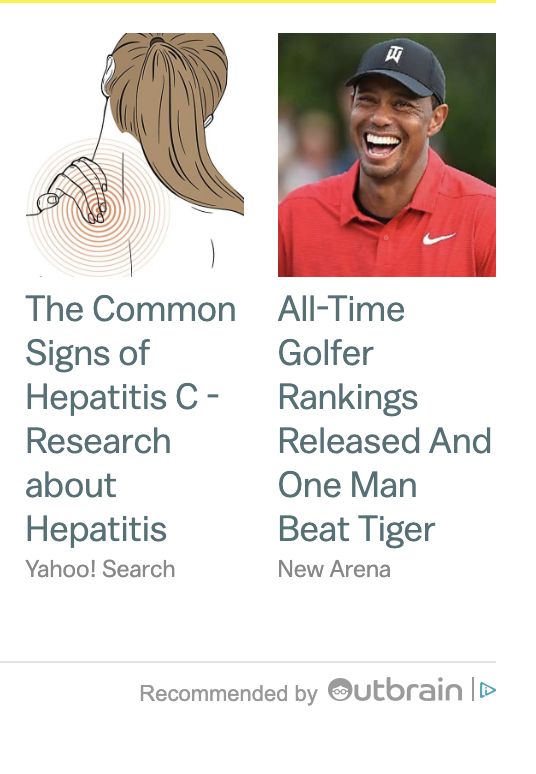 TW
The Common
Signs of
Hepatitis C -
Research
about
Hepatitis
Yahoo! Search
All-Time
Golfer
Rankings
Released And
One Man
Beat Tiger
New Arena
Recommended by Outbrain